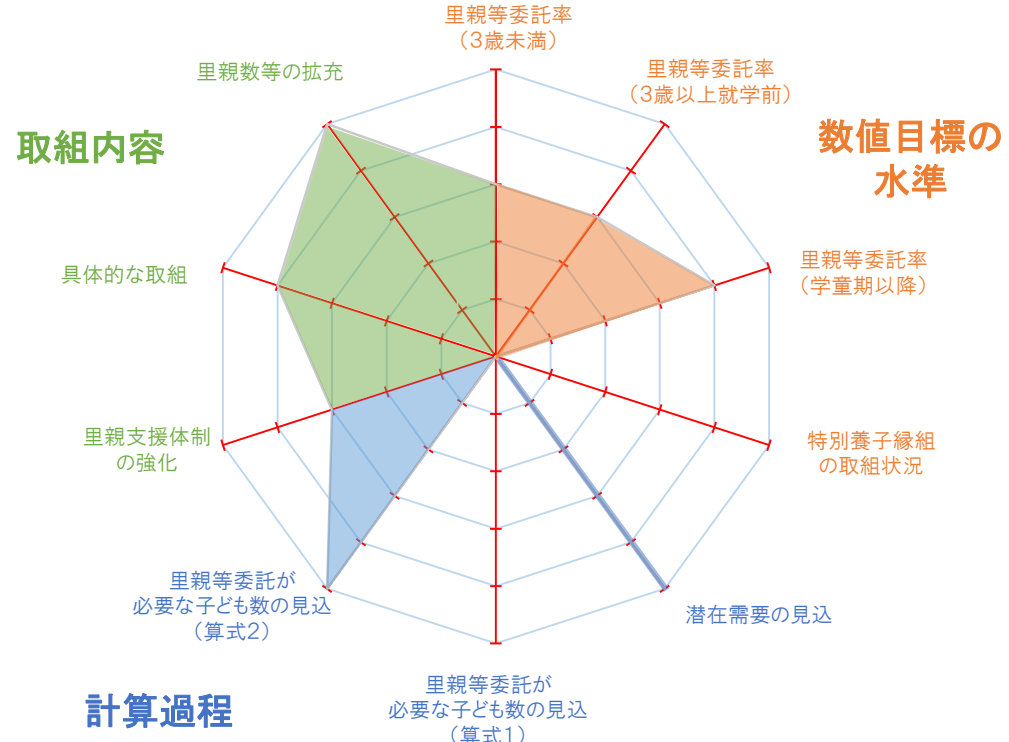 里親等委託率
（3歳未満）
里親等委託率
（3歳以上就学前）
数値目標の
水準
里親等委託率
（学童期以降）
特別養子縁組
の取組状況
潜在需要の見込
里親等委託が
必要な子ども数の見込
（算式1）
計算過程
里親等委託が
必要な子ども数の見込
（算式2）
里親支援体制
の強化
具体的な取組
取組内容
里親数等の拡充